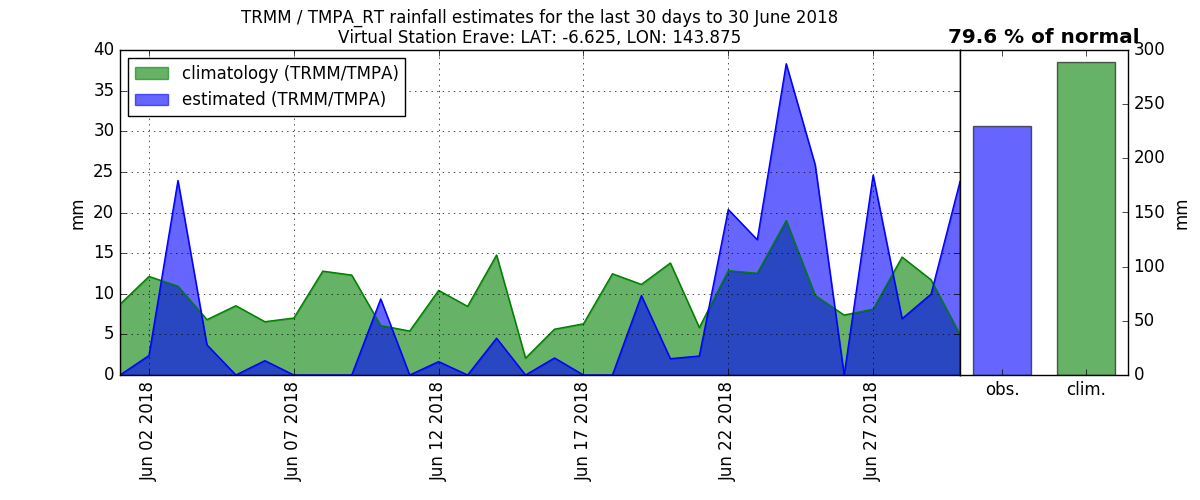 TRMM / TMPA_RT rainfall estimates for the last 30 days to 30 June 2018
Virtual Station Erave: LAT: -6.625, LON: 143.875
79.6 % of normal
climatology (TRMM/TMPA)
estimated (TRMM/TMPA)
40
35
30
25
20
15
10
5
0
mm
Jun 02 2018
Jun 07 2018
Jun 12 2018
Jun 17 2018
Jun 22 2018
Jun 27 2018
300
250
200
150
100
50
0
mm
obs.
clim.